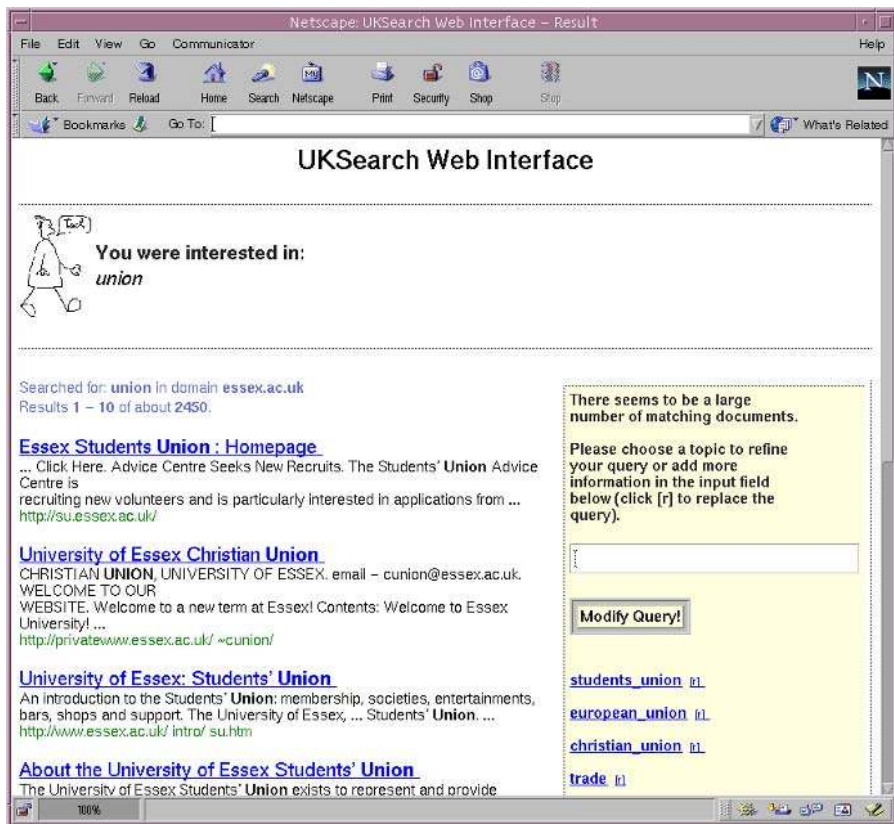 Netscape: UKSearch Web Interface – Result
File Edit View Go Communicator Help
Back Forward Reload Home Search Netscape Print Security Shop Stop
N
My
Bookmarks Go To: What's Related
UKSearch Web Interface
You were interested in:
union
Searched for: union in domain essex.ac.uk
Results 1 – 10 of about 2450.
Essex Students Union : Homepage
... Click Here. Advice Centre Seeks New Recruits. The Students' Union Advice
Centre is
recruiting new volunteers and is particularly interested in applications from ...
http://su.essex.ac.uk/
University of Essex Christian Union
CHRISTIAN UNION, UNIVERSITY OF ESSEX. email – cunion@essex.ac.uk.
WELCOME TO OUR
WEBSITE. Welcome to a new term at Essex! Contents: Welcome to Essex
University! ...
http://privatewww.essex.ac.uk/ ~cunion/
University of Essex: Students' Union
An introduction to the Students' Union: membership, societies, entertainments,
bars, shops and support. The University of Essex, ... Students' Union. ...
http://www.essex.ac.uk/ intro/ su.htm
About the University of Essex Students' Union
The University of Essex Students' Union exists to represent and provide
There seems to be a large
number of matching documents.
Please choose a topic to refine
your query or add more
information in the input field
below (click [r] to replace the
query).
Modify Query!
students_union [r]
european_union [r]
christian_union [r]
trade [r]
100%